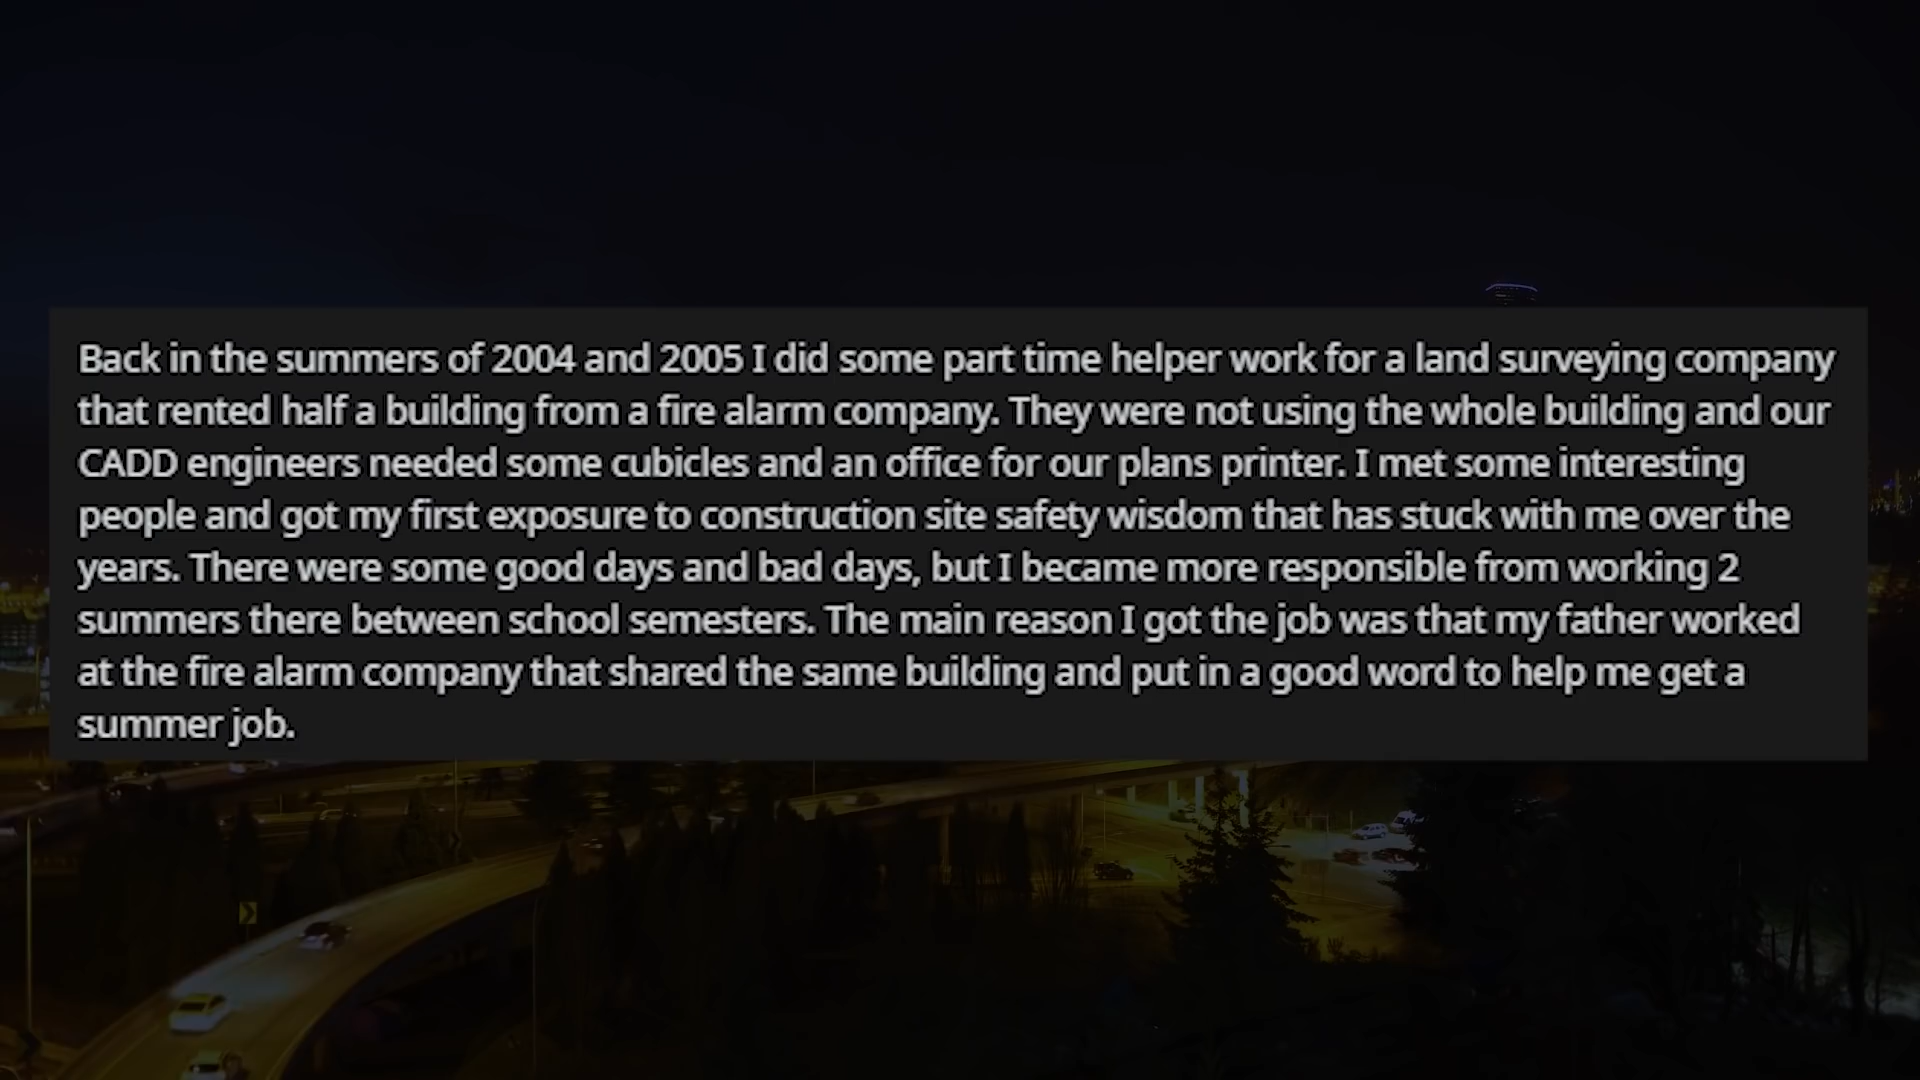 Back in the summers of 2004 and 2005 I did some part time helper work for a land surveying company
that rented half a building from a fire alarm company. They were not using the whole building and our
CADD engineers needed some cubicles and an office for our plans printer. I met some interesting
people and got my first exposure to construction site safety wisdom that has stuck with me over the
years. There were some good days and bad days, but I became more responsible from working 2
summers there between school semesters. The main reason I got the job was that my father worked
at the fire alarm company that shared the same building and put in a good word to help me get a
summer job.